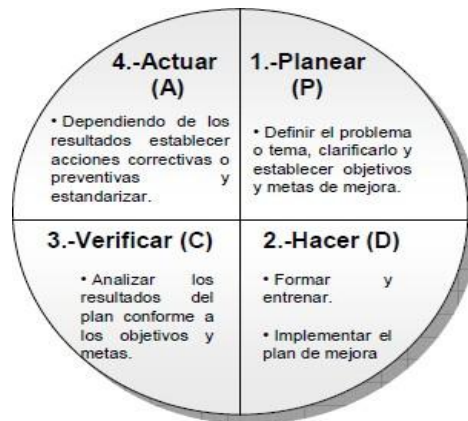 4.-Actuar
(A)
• Dependiendo de los
resultados establecer
acciones correctivas o
preventivas y
estandarizar.
1.-Planear
(P)
• Definir el problema
o tema, clarificarlo y
establecer objetivos
y metas de mejora.
3.-Verificar (C)
• Analizar los
resultados del
plan conforme a
los objetivos y
metas.
2.-Hacer (D)
• Formar y
entrenar.
• Implementar el
plan de mejora